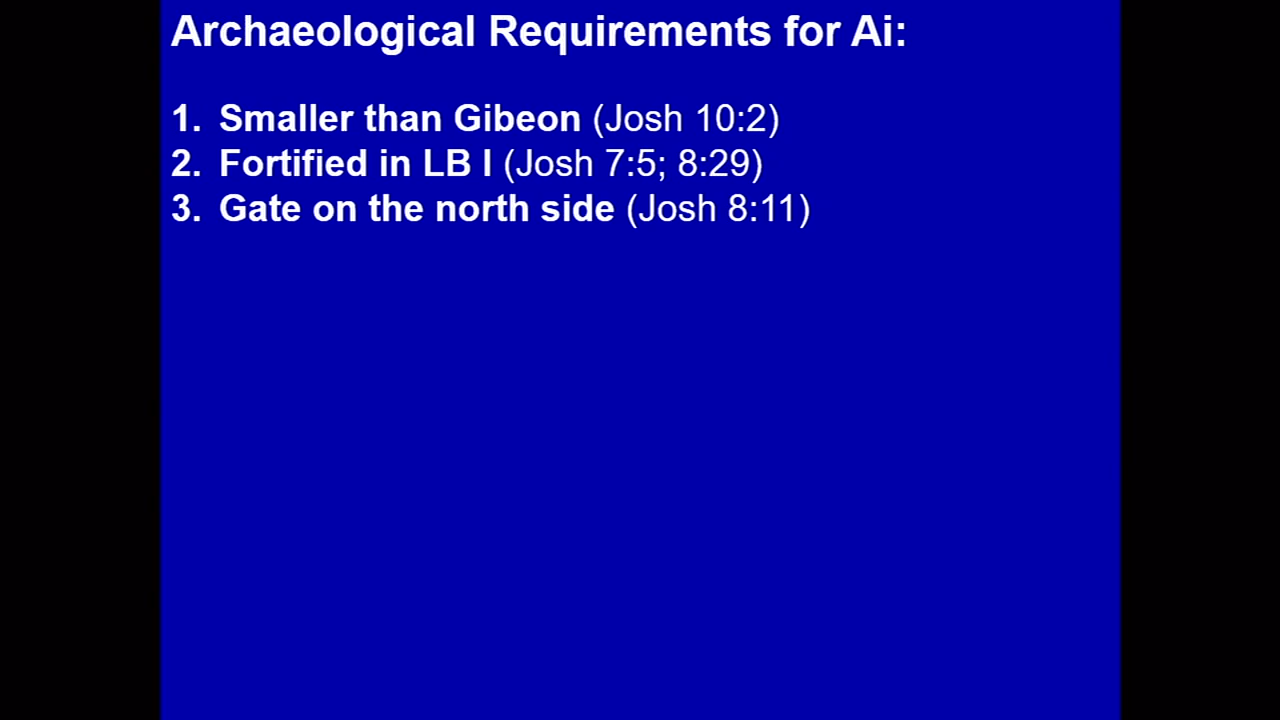 Archaeological Requirements for Ai:
1. Smaller than Gibeon (Josh 10:2)
2. Fortified in LB I (Josh 7:5; 8:29)
3. Gate on the north side (Josh 8:11)